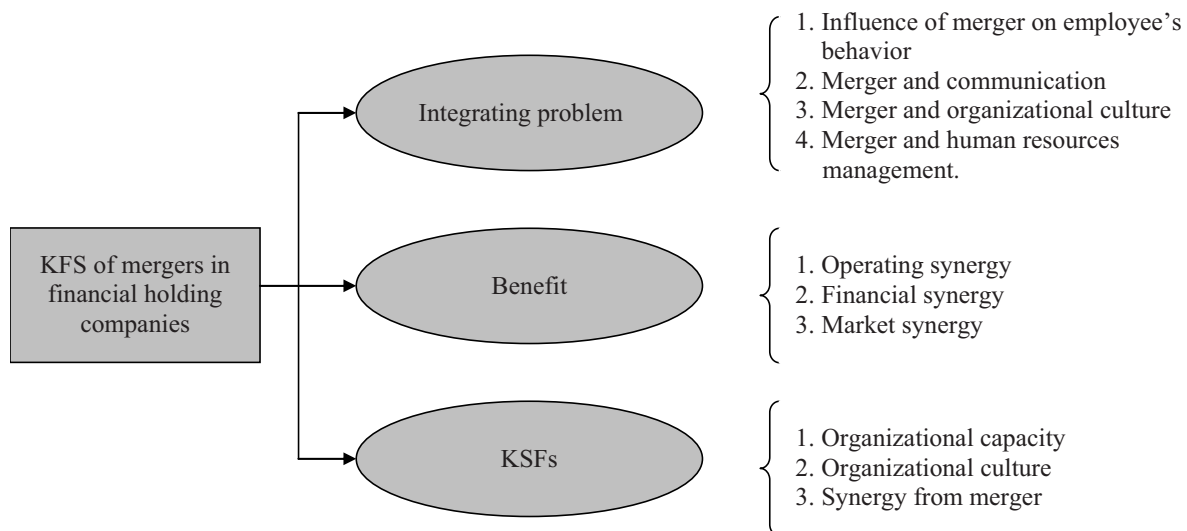 KFS of mergers in
financial holding
companies
Integrating problem
1. Influence of merger on employee’s
behavior
2. Merger and communication
3. Merger and organizational culture
4. Merger and human resources
management.
Benefit
1. Operating synergy
2. Financial synergy
3. Market synergy
KSFs
1. Organizational capacity
2. Organizational culture
3. Synergy from merger